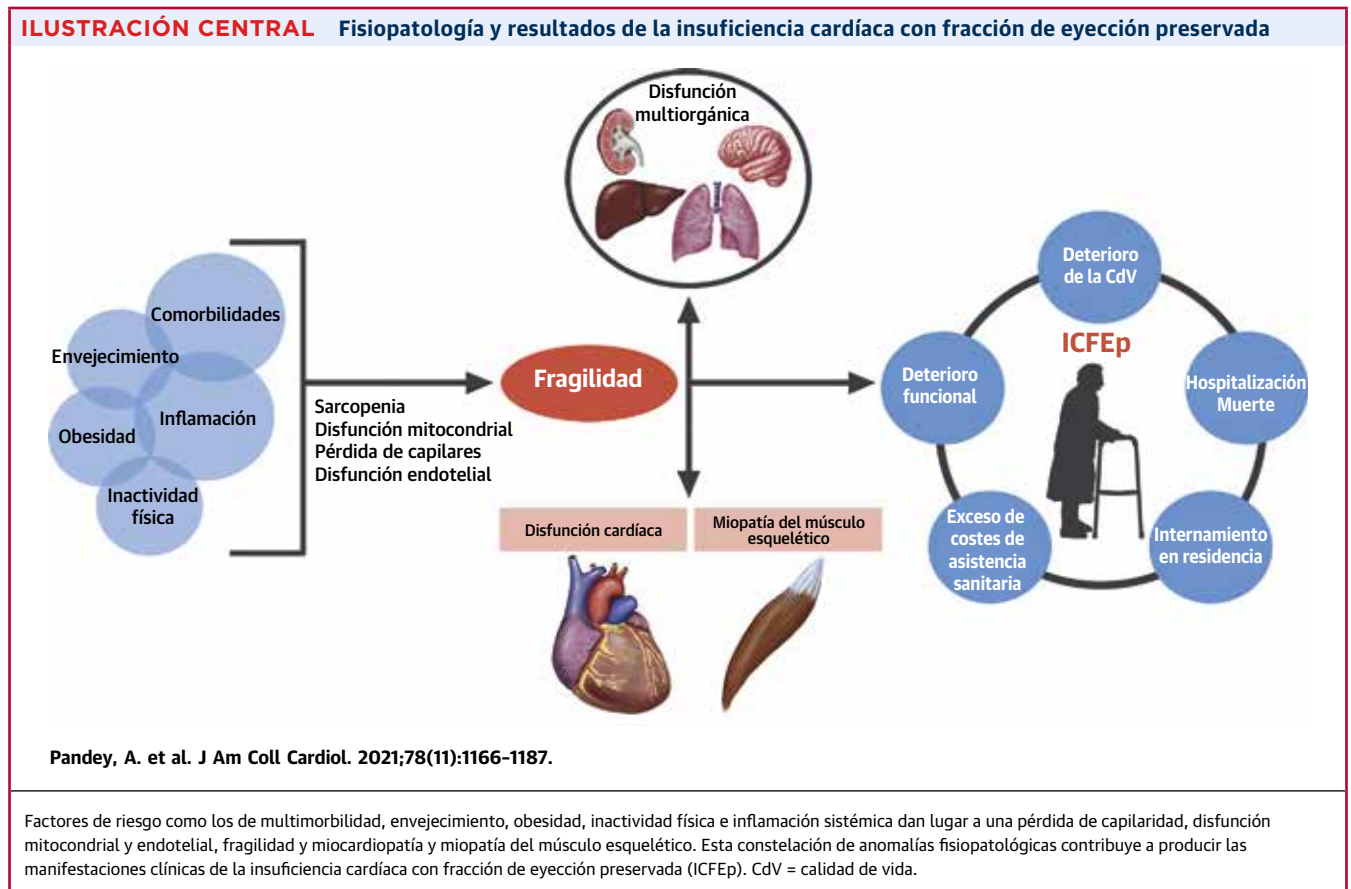 ILUSTRACIÓN CENTRAL Fisiopatología y resultados de la insuficiencia cardíaca con fracción de eyección preservada
Disfunción
multiorgánica
Comorbilidades
Envejecimiento
Inflamación
Obesidad
Inactividad
física
Sarcopenia
Disfunción mitocondrial
Pérdida de capilares
Disfunción endotelial
Fragilidad
Disfunción cardíaca
Miopatía del músculo
esquelético
Deterioro
de la CdV
ICFEp
Deterioro
funcional
Hospitalización
Muerte
Exceso de
costes de
asistencia
sanitaria
Internamiento
en residencia
Pandey, A. et al. J Am Coll Cardiol. 2021;78(11):1166-1187.
Factores de riesgo como los de multimorbilidad, envejecimiento, obesidad, inactividad física e inflamación sistémica dan lugar a una pérdida de capilaridad, disfunción
mitocondrial y endotelial, fragilidad y miocardiopatía y miopatía del músculo esquelético. Esta constelación de anomalías fisiopatológicas contribuye a producir las
manifestaciones clínicas de la insuficiencia cardíaca con fracción de eyección preservada (ICFEp). CdV = calidad de vida.